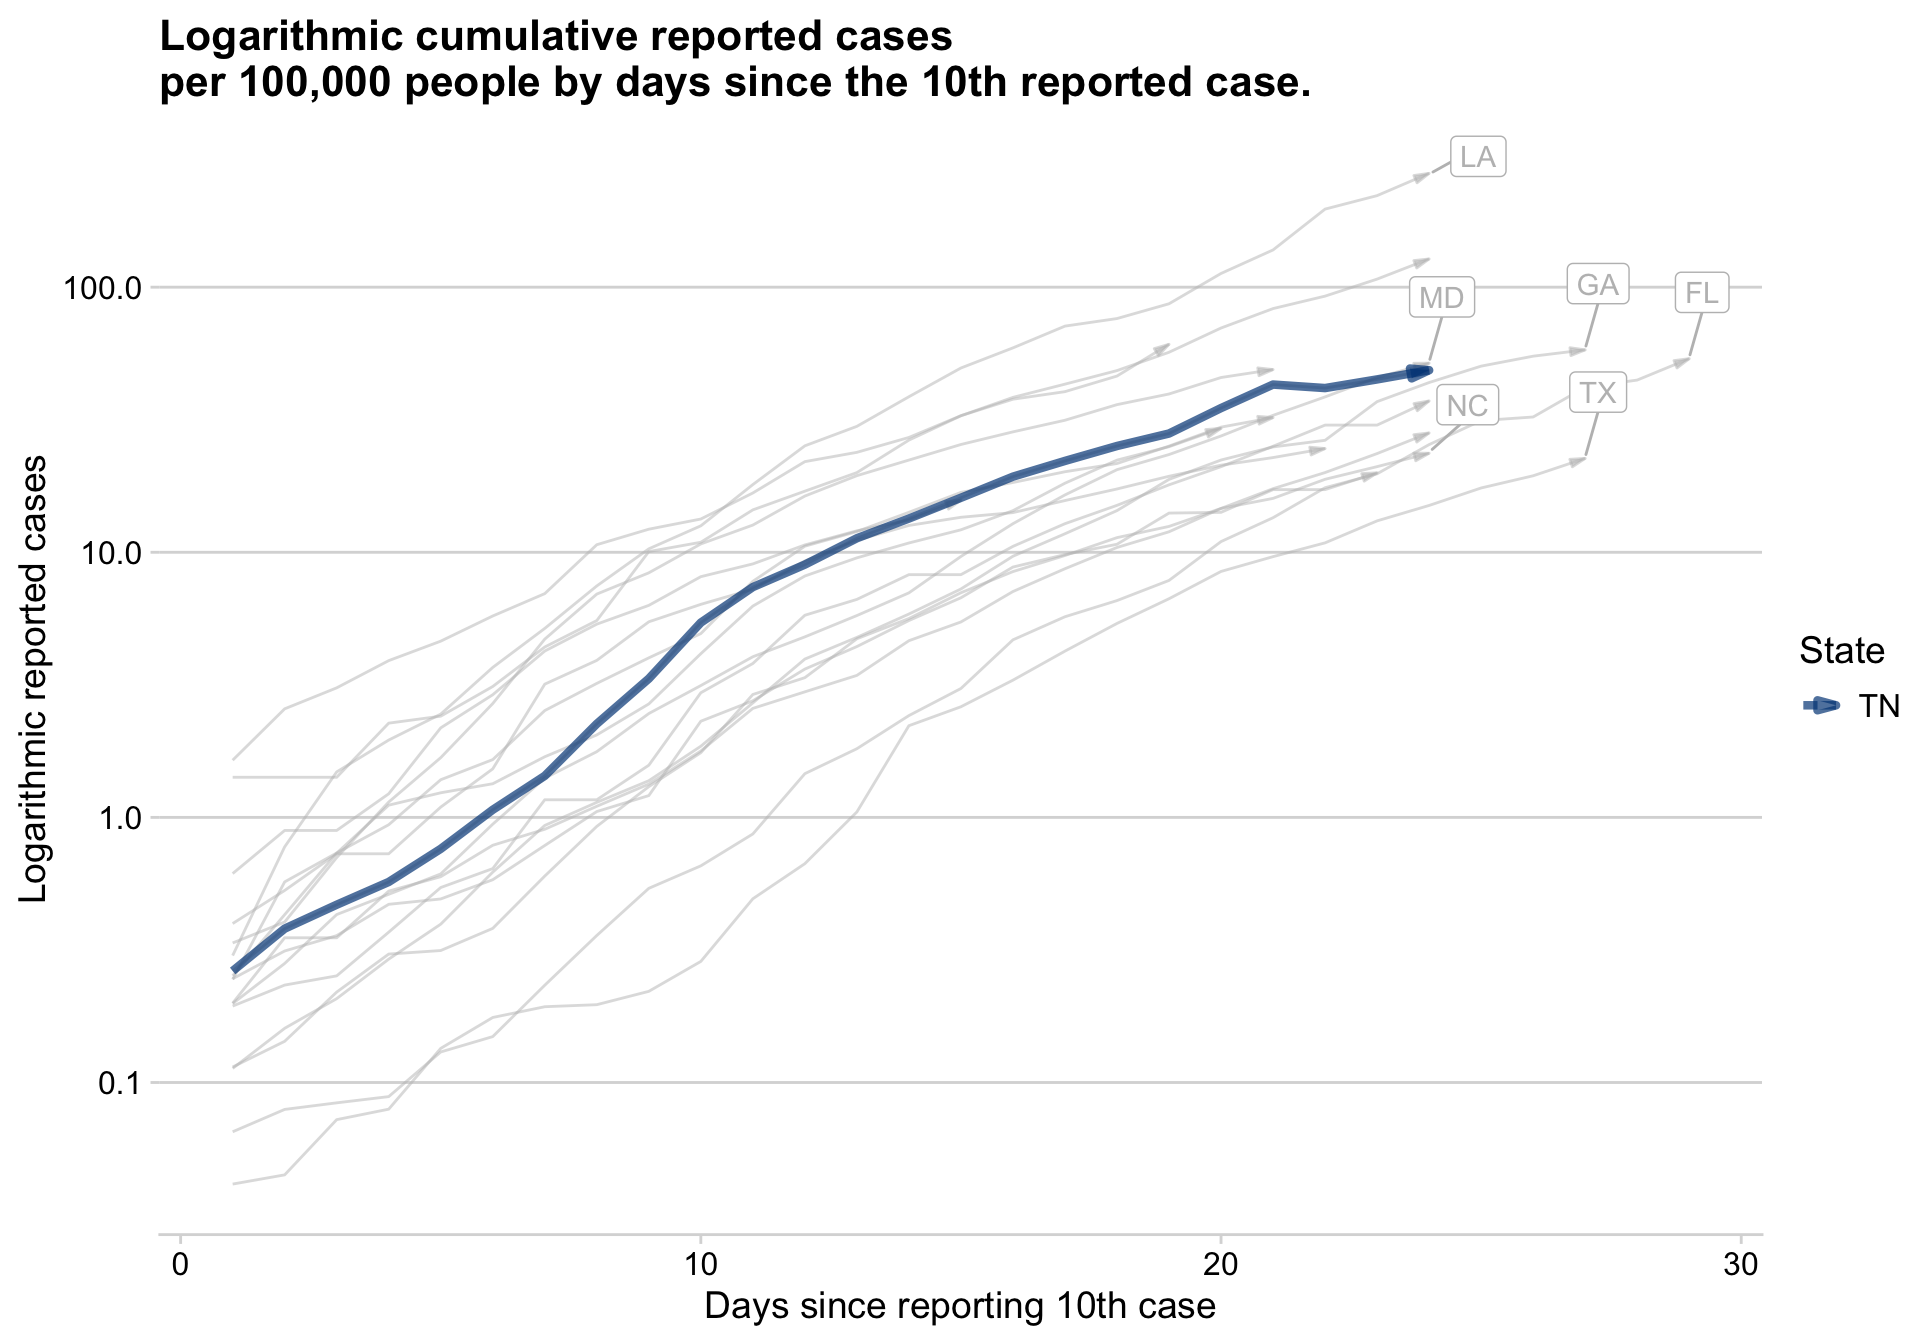 Logarithmic cumulative reported cases
per 100,000 people by days since the 10th reported case.
LA
100.0
MD
GA
FL
TX
NC
10.0
1.0
0.1
Logarithmic reported cases
State
TN
0
10
20
30
Days since reporting 10th case